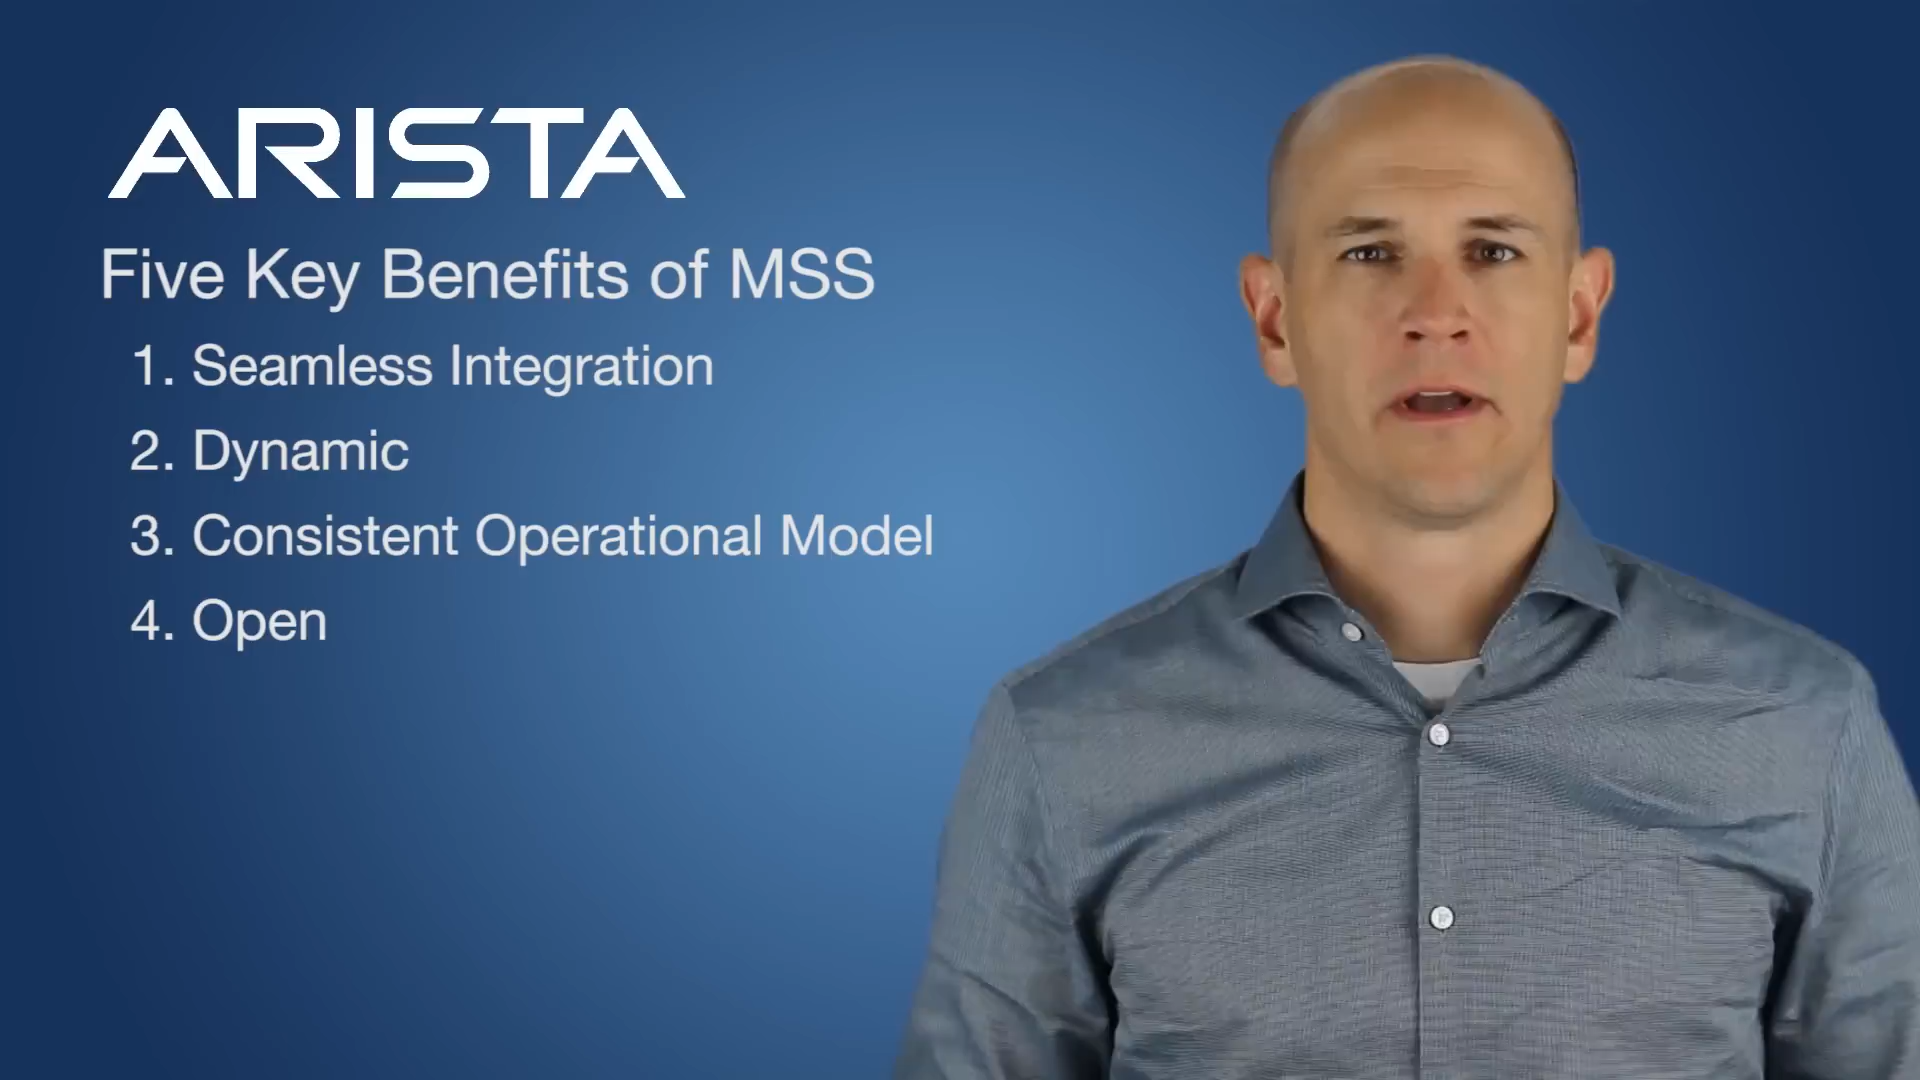 ARISTA
Five Key Benefits of MSS
1. Seamless Integration
2. Dynamic
3. Consistent Operational Model
4. Open